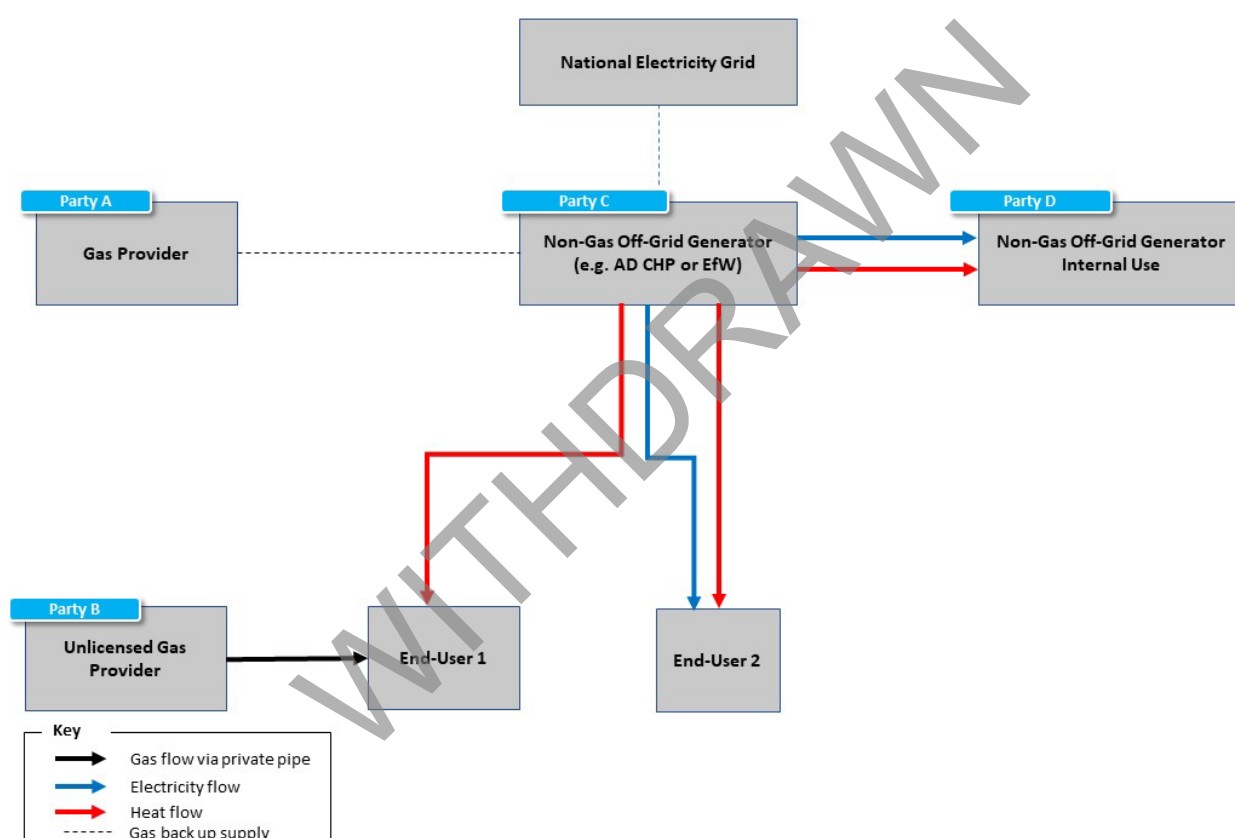 National Electricity Grid
Party A
Gas Provider
Party C
Non-Gas Off-Grid Generator
(e.g. AD CHP or EfW)
Party D
Non-Gas Off-Grid Generator
Internal Use
WITHDRAWN
Party B
Unlicensed Gas
Provider
End-User 1
End-User 2
Key
Gas flow via private pipe
Electricity flow
Heat flow
Gas back up supply